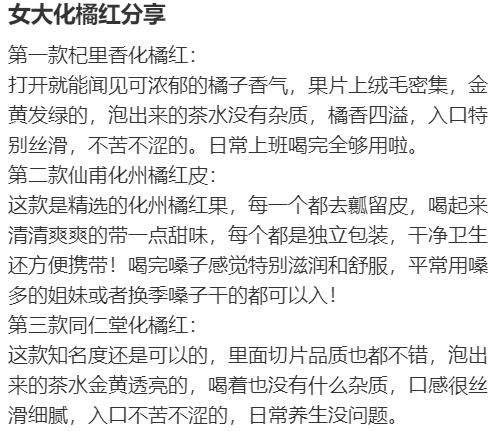 女大化橘红分享
第一款杞里香化橘红：
打开就能闻见可浓郁的橘子香气，果片上绒毛密集，金
黄发绿的，泡出来的茶水没有杂质，橘香四溢，入口特
别丝滑，不苦不涩的。日常上班喝完全够用啦。
第二款仙甫化州橘红皮：
这款是精选的化州橘红果，每一个都去瓤留皮，喝起来
清清爽爽的带一点甜味，每个都是独立包装，干净卫生
还方便携带！喝完嗓子感觉特别滋润和舒服，平常用嗓
多的姐妹或者换季嗓子干的都可以入！
第三款同仁堂化橘红：
这款知名度还是可以的，里面切片品质也都不错，泡出
来的茶水金黄透亮的，喝着也没有什么杂质，口感很丝
滑细腻，入口不苦不涩的，日常养生没问题。